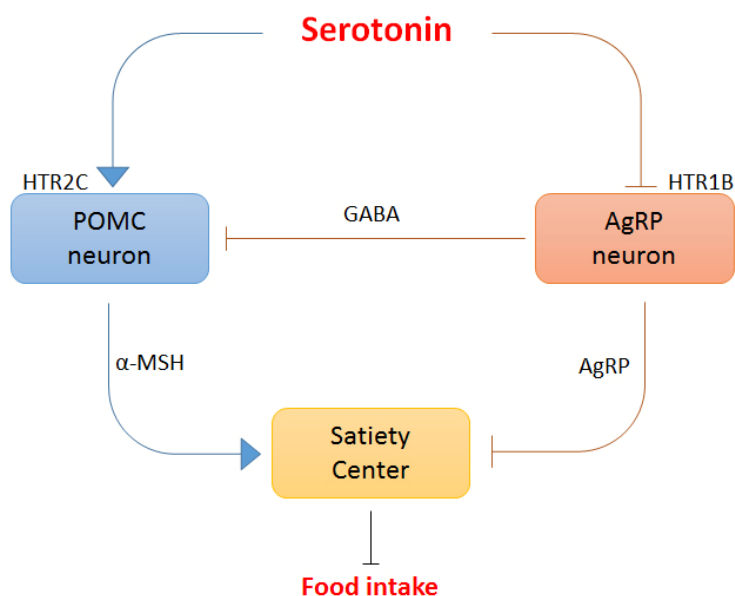 Serotonin
HTR2C
HTR1B
POMC
neuron
GABA
AgRP
neuron
α-MSH
AgRP
Satiety
Center
Food intake